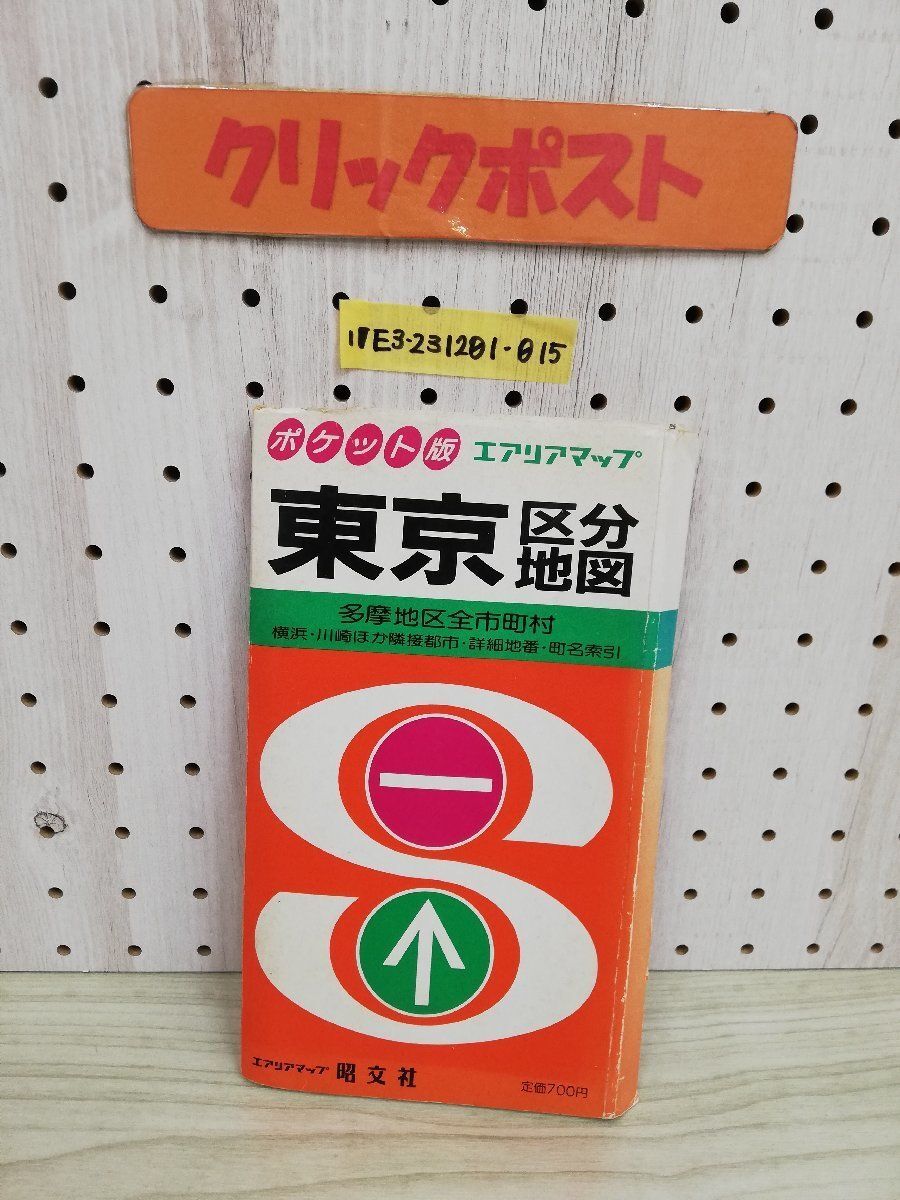 クリックポスト
1▼E3-231201-015
ポケット版 エアリアマップ
東京 区分地図
多摩地区全市町村
横浜・川崎ほか隣接都市・詳細地番・町名索引
エアリアマップ 昭文社
定価700円